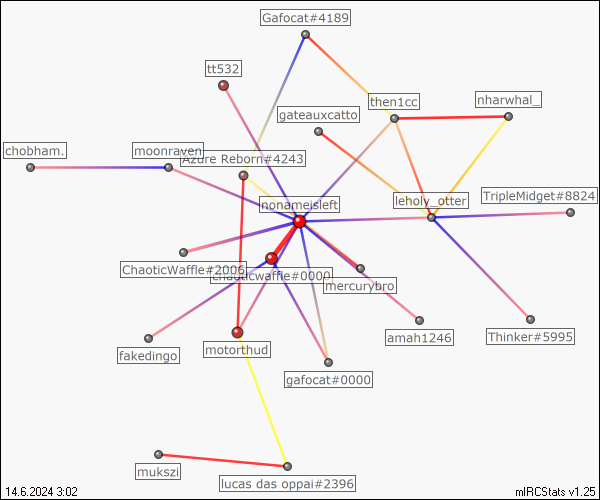 Gafocat#4189
tt532
nharwhal_
then1cc
gateauxcatto
chobham.
moonraven
Azure Reborn#4243
TripleMidget#8824
leholy_otter
nonameisleft
ChaoticWaffle#2006
chaoticwaffle#0000
mercurybro
amah1246
Thinker#5995
motorthud
fakedingo
gafocat#0000
mukszi
lucas das oppai#2396
14.6.2024 3:02
mIRCStats v1.25